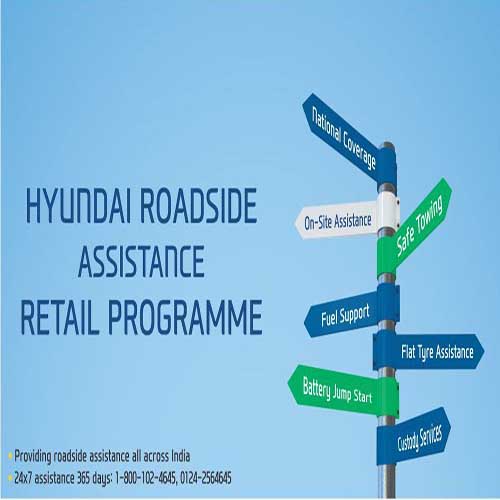 HYUNDAI ROADSIDE
ASSISTANCE
RETAIL PROGRAMME
National Coverage
On-Site Assistance
Safe Towing
Fuel Support
Flat Tyre Assistance
Battery Jump Start
Custody Services
• Providing roadside assistance all across India
• 24x7 assistance 365 days: 1-800-102-4645, 0124-2564645